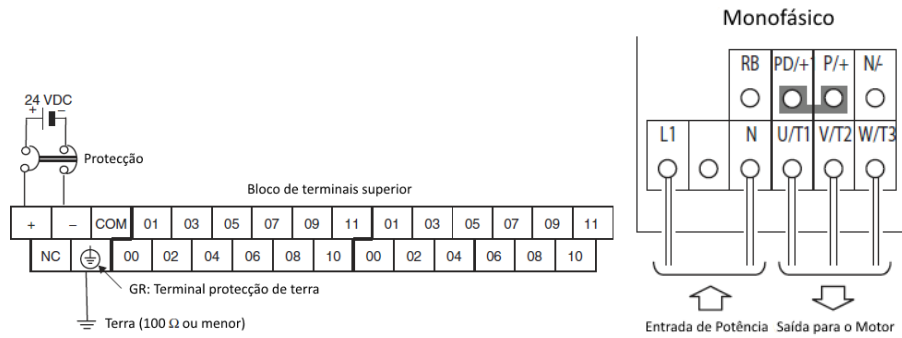 24 VDC
+ –
Protecção
Bloco de terminais superior
+ – COM 01 03 05 07 09 11 01 03 05 07 09 11
NC 00 02 04 06 08 10 00 02 04 06 08 10
GR: Terminal protecção de terra
Terra (100 Ω ou menor)
Monofásico
RB PD/+1 P/+ N/-
L1 N U/T1 V/T2 W/T3
Entrada de Potência Saída para o Motor